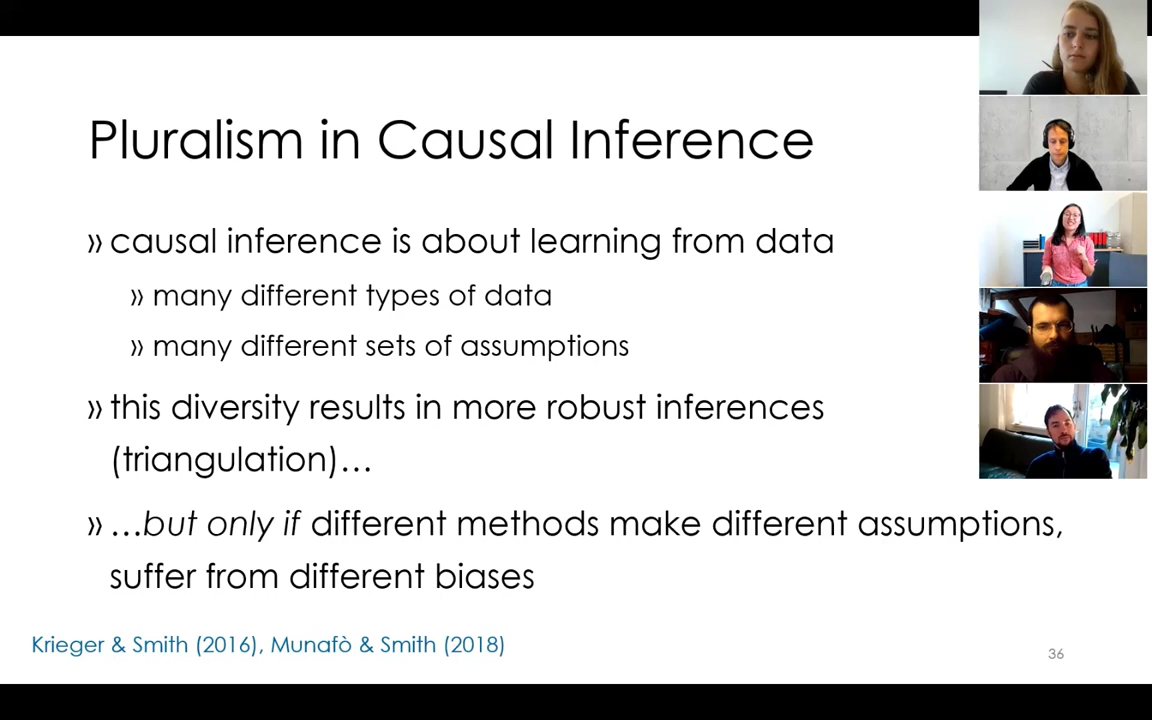 Pluralism in Causal Inference
» causal inference is about learning from data
» many different types of data
» many different sets of assumptions
» this diversity results in more robust inferences
(triangulation)…
» …but only if different methods make different assumptions,
suffer from different biases
Krieger & Smith (2016), Munafò & Smith (2018)
36